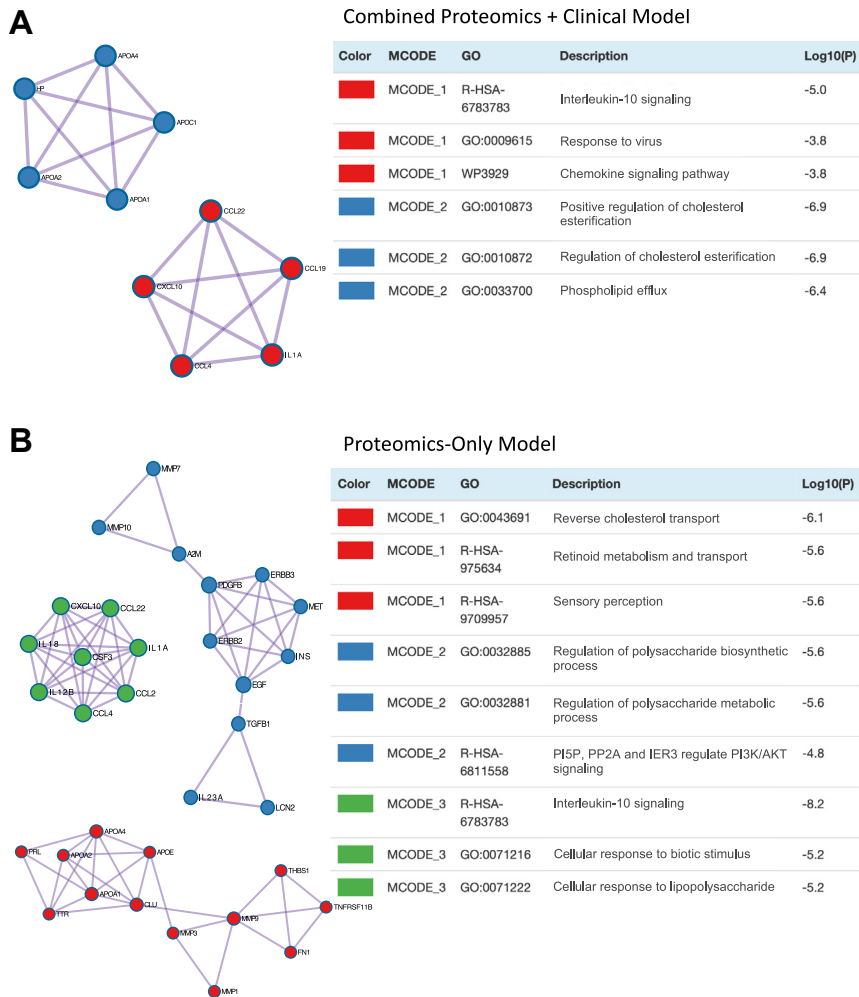 A
Combined Proteomics + Clinical Model
APOA4
HP
APOC1
APOA2
APOA1
CCL22
CCL19
CXCL10
IL1A
CCL4
Color MCODE GO Description Log10(P)
MCODE_1 R-HSA-
6783783 Interleukin-10 signaling -5.0
MCODE_1 GO:0009615 Response to virus -3.8
MCODE_1 WP3929 Chemokine signaling pathway -3.8
MCODE_2 GO:0010873 Positive regulation of cholesterol -6.9
esterification
MCODE_2 GO:0010872 Regulation of cholesterol esterification -6.9
MCODE_2 GO:0033700 Phospholipid efflux -6.4
B
Proteomics-Only Model
MMP7
MMP10
A2M
PDGFB
ERBB3
MET
ERBB2
INS
EGF
TGFB1
IL23A
LCN2
CXCL10
CCL22
IL18
IL1A
CSF3
IL12B
CCL2
CCL4
APOA4
PRL
APOA2
APOE
APOA1
CLU
TTR
THBS1
TNFRSF11B
MMP9
MMP3
FN1
MMP1
Color MCODE GO Description Log10(P)
MCODE_1 GO:0043691 Reverse cholesterol transport -6.1
MCODE_1 R-HSA- Retinoid metabolism and transport -5.6
975634
MCODE_1 R-HSA- Sensory perception -5.6
9709957
MCODE_2 GO:0032885 Regulation of polysaccharide biosynthetic -5.6
process
MCODE_2 GO:0032881 Regulation of polysaccharide metabolic -5.6
process
MCODE_2 R-HSA- PI5P, PP2A and IER3 regulate PI3K/AKT -4.8
6811558 signaling
MCODE_3 R-HSA- Interleukin-10 signaling -8.2
6783783
MCODE_3 GO:0071216 Cellular response to biotic stimulus -5.2
MCODE_3 GO:0071222 Cellular response to lipopolysaccharide -5.2